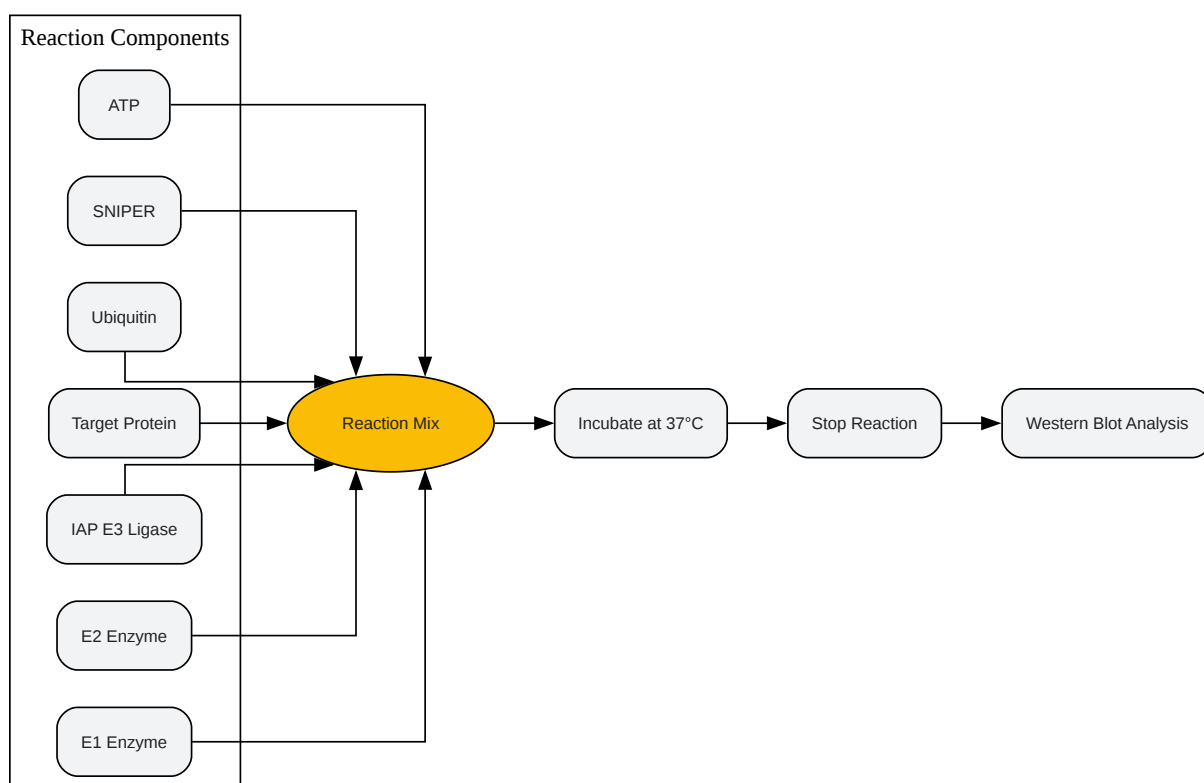 Reaction Components
ATP
SNIPER
Ubiquitin
Target Protein
Reaction Mix
Incubate at 37°C
Stop Reaction
Western Blot Analysis
IAP E3 Ligase
E2 Enzyme
E1 Enzyme